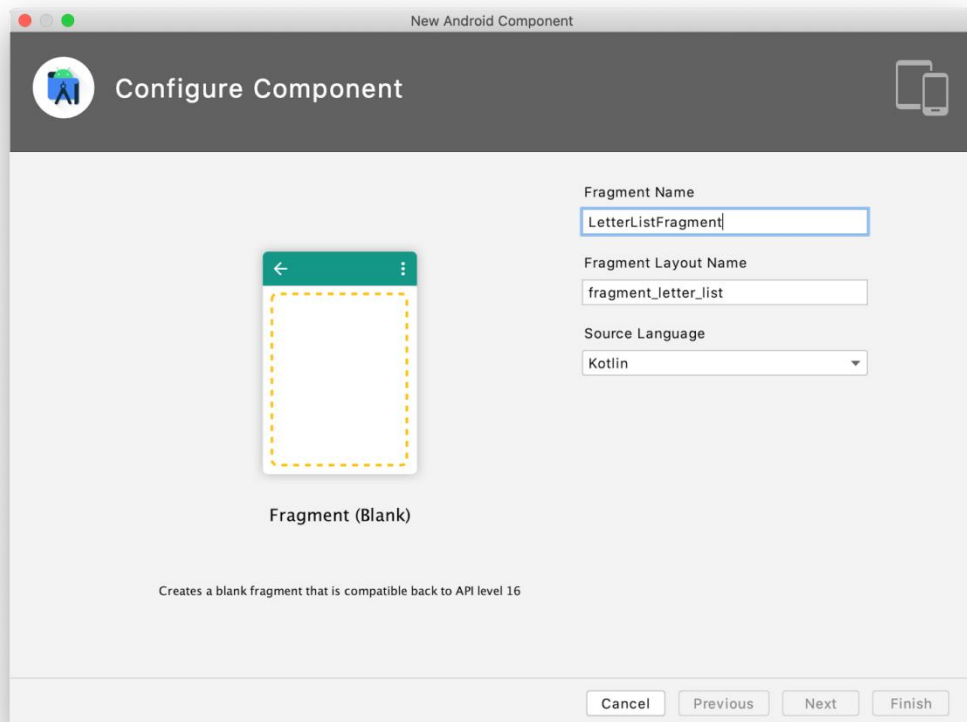 New Android Component
Configure Component
Fragment Name
LetterListFragment
Fragment Layout Name
fragment_letter_list
Source Language
Kotlin
Fragment (Blank)
Creates a blank fragment that is compatible back to API level 16
Cancel Previous Next Finish